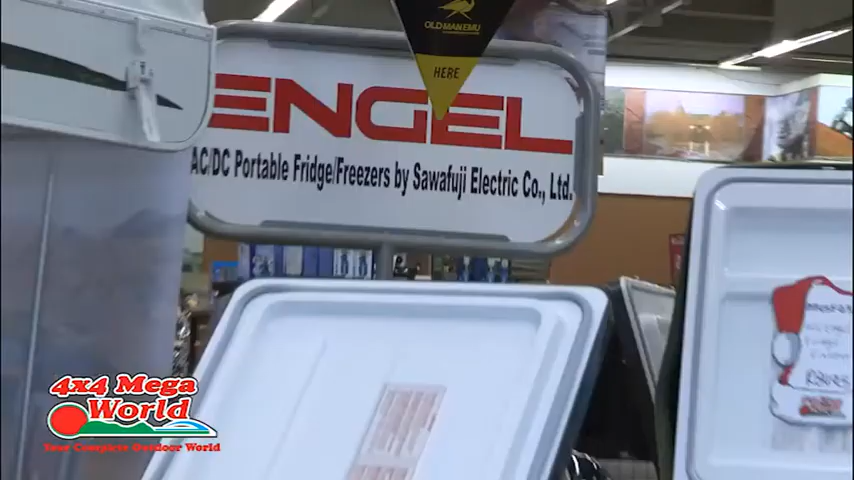 OLD MAN EMU
HERE
ENGEL
AC/DC Portable Fridge/Freezers by Sawafuji Electric Co., Ltd.
4x4 Mega
World
Your Complete Outdoor World